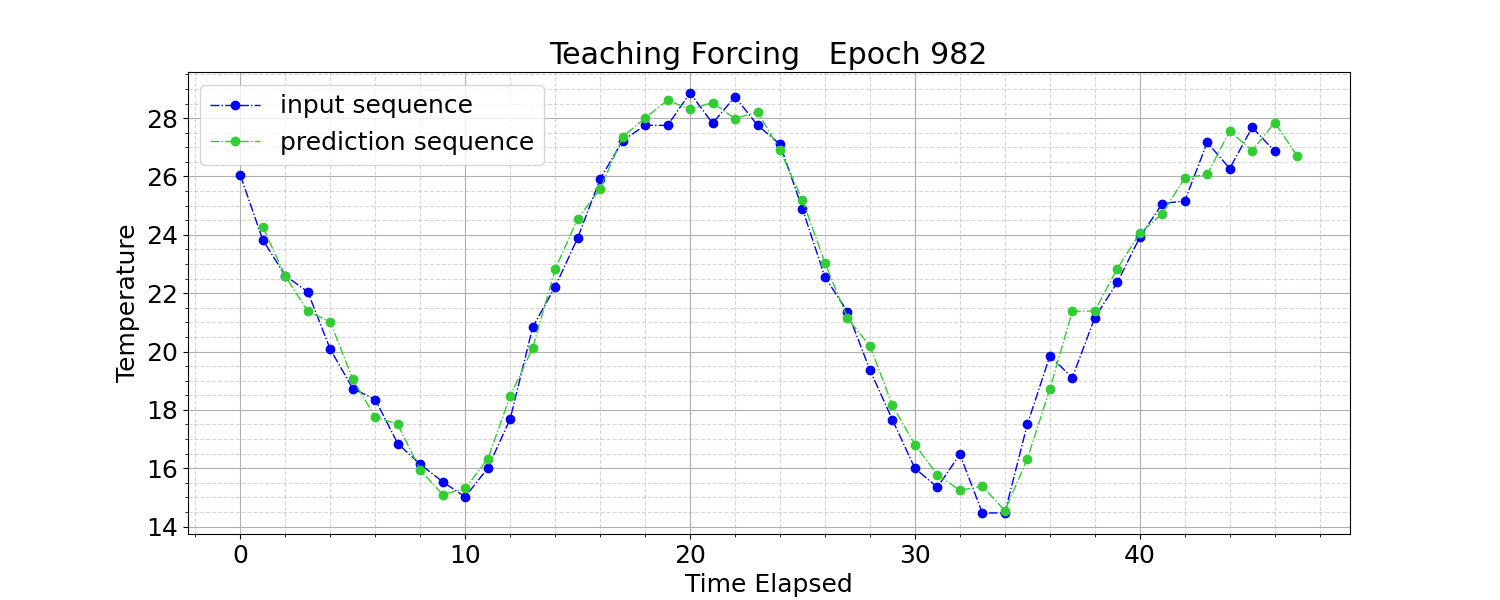 Teaching Forcing   Epoch 982
input sequence
prediction sequence
Temperature
28
26
24
22
20
18
16
14
0 10 20 30 40
Time Elapsed